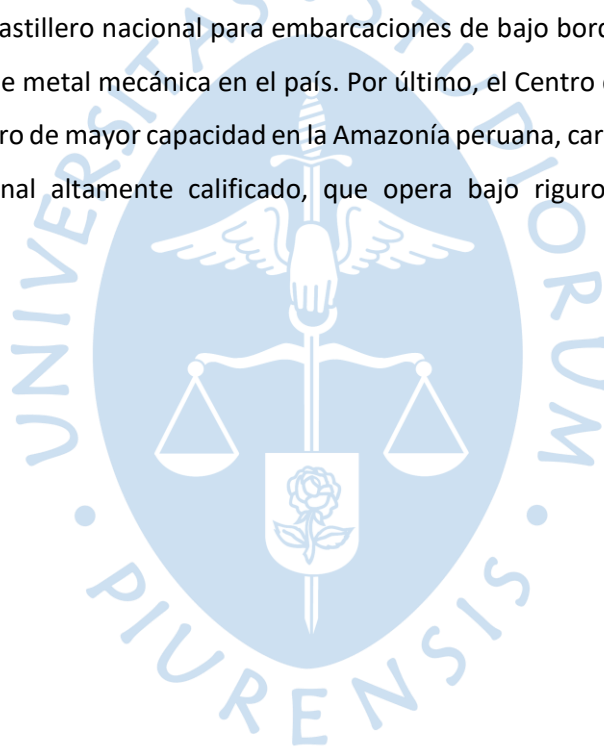 astillero nacional para embarcaciones de bajo bord
e metal mecánica en el país. Por último, el Centro
ro de mayor capacidad en la Amazonía peruana, car
nal altamente calificado, que opera bajo riguro
UNIVERSITAS STUDIORUM
PIURENSIS